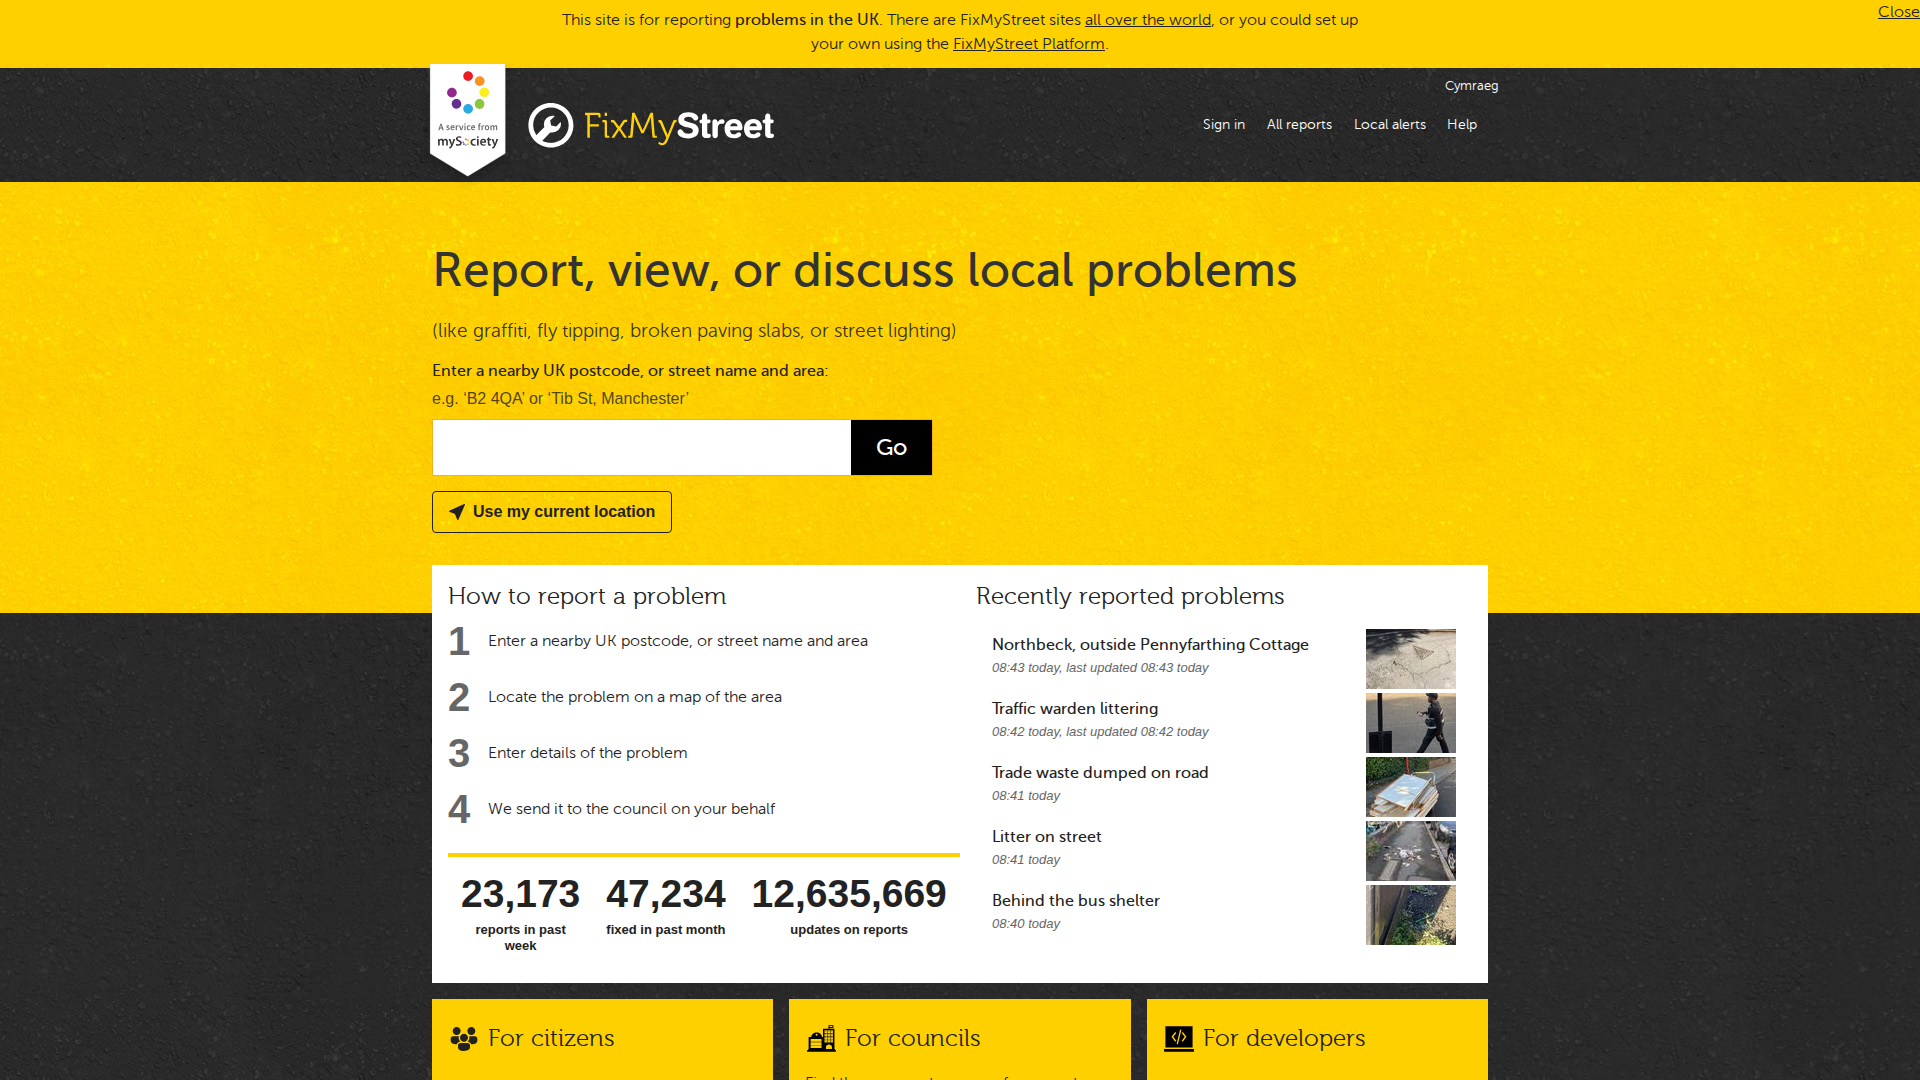 This site is for reporting problems in the UK. There are FixMyStreet sites all over the world, or you could set up
your own using the FixMyStreet Platform.
Close
A service from
mySociety
FixMyStreet
Cymraeg
Sign in
All reports
Local alerts
Help
Report, view, or discuss local problems
(like graffiti, fly tipping, broken paving slabs, or street lighting)
Enter a nearby UK postcode, or street name and area:
e.g. ‘B2 4QA’ or ‘Tib St, Manchester’
Go
Use my current location
How to report a problem
1 Enter a nearby UK postcode, or street name and area
2 Locate the problem on a map of the area
3 Enter details of the problem
4 We send it to the council on your behalf
23,173
reports in past
week
47,234
fixed in past month
12,635,669
updates on reports
Recently reported problems
Northbeck, outside Pennyfarthing Cottage
08:43 today, last updated 08:43 today
Traffic warden littering
08:42 today, last updated 08:42 today
Trade waste dumped on road
08:41 today
Litter on street
08:41 today
Behind the bus shelter
08:40 today
For citizens
For councils
For developers